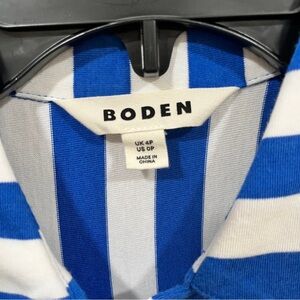 BODEN
UK 4P
US 0P
MADE IN
CHINA